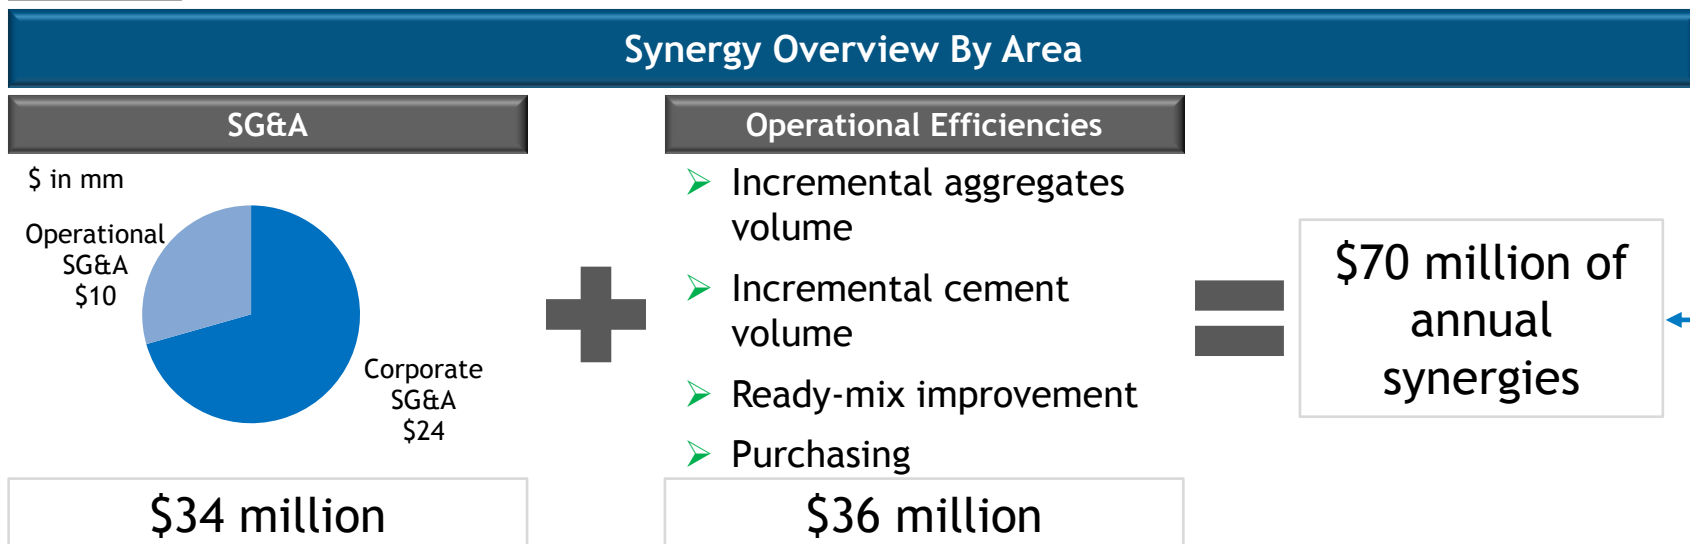 Synergy Overview By Area
SG&A
$ in mm
Operational
SG&A
$10
Corporate
SG&A
$24
$34 million
Operational Efficiencies
Incremental aggregates
volume
Incremental cement
volume
Ready-mix improvement
Purchasing
$36 million
$70 million of
annual
synergies